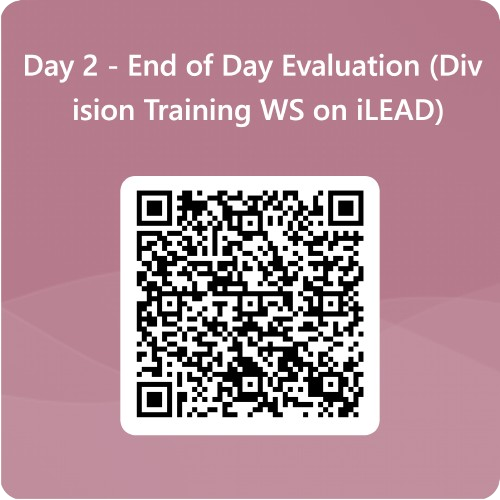 Day 2 - End of Day Evaluation (Div
ision Training WS on iLEAD)